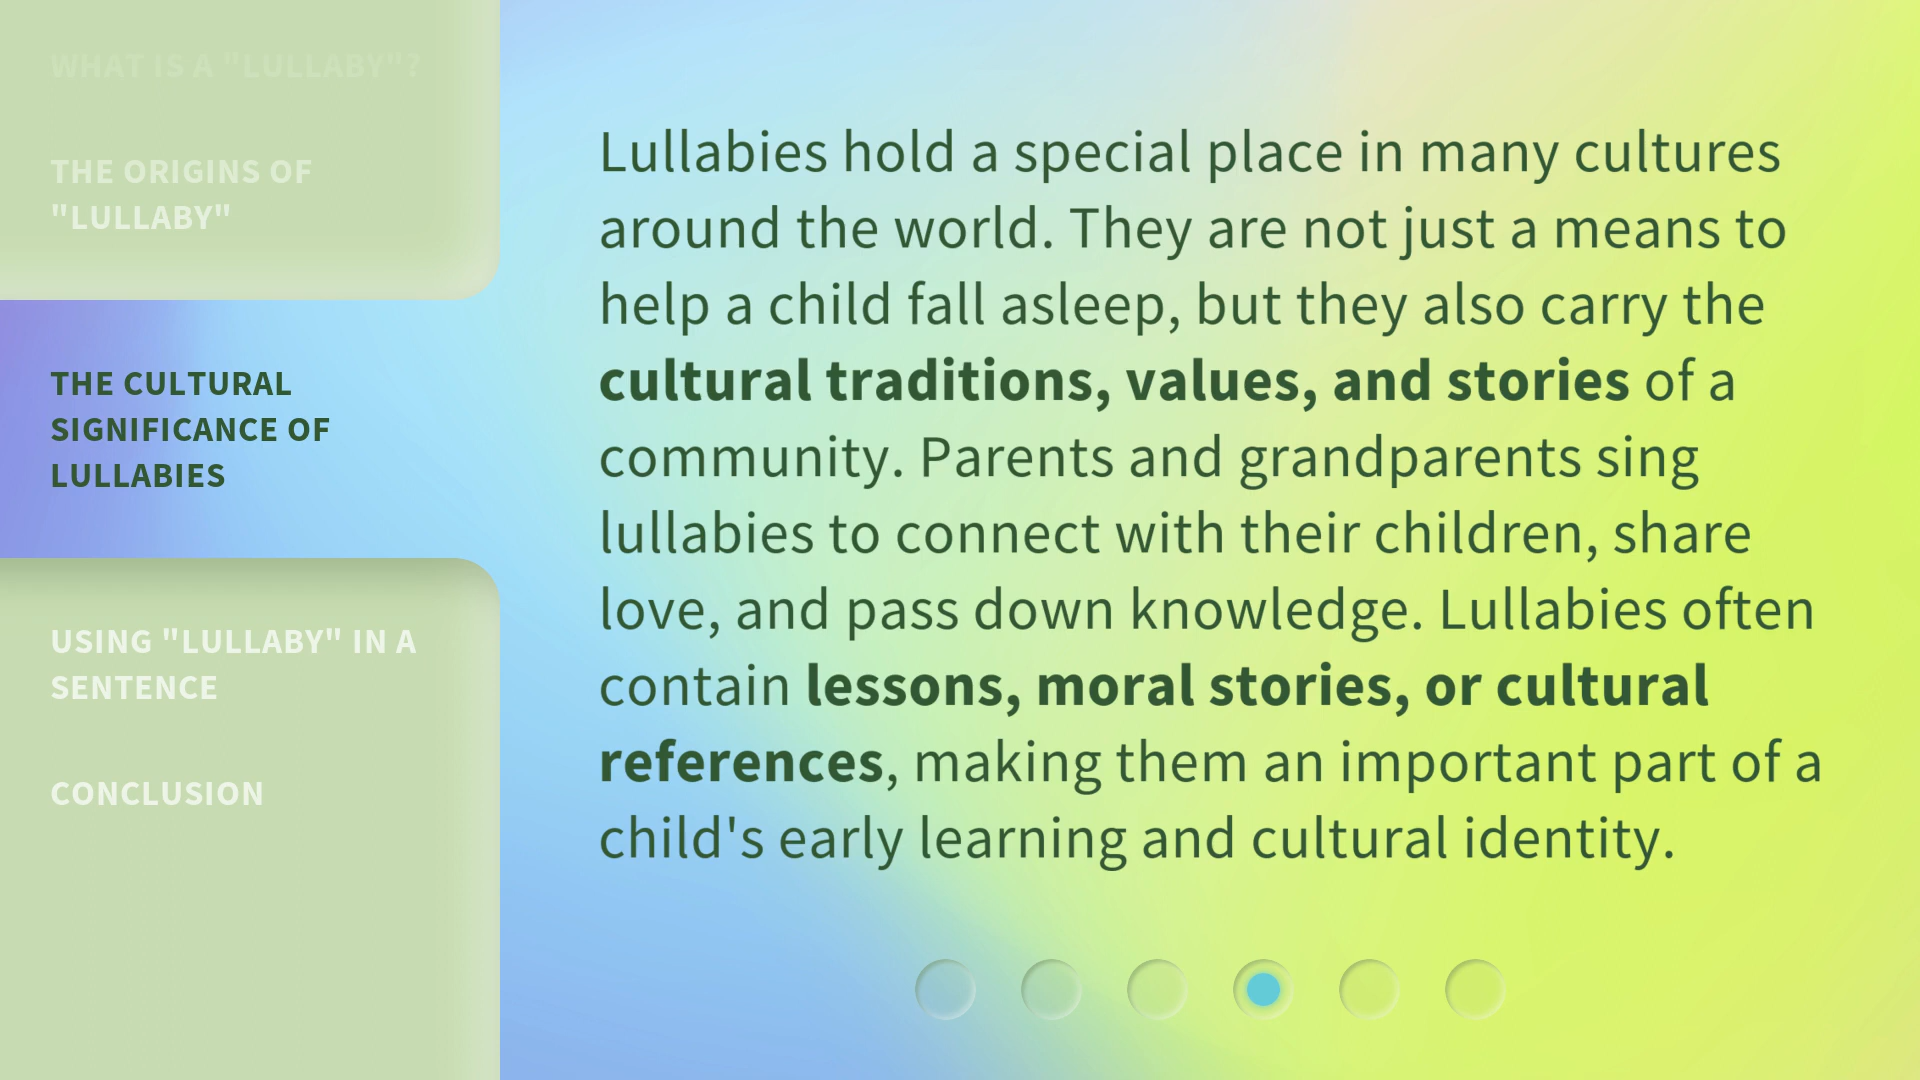 WHAT IS A "LULLABY"?
THE ORIGINS OF
"LULLABY"
THE CULTURAL
SIGNIFICANCE OF
LULLABIES
USING "LULLABY" IN A
SENTENCE
CONCLUSION
Lullabies hold a special place in many cultures
around the world. They are not just a means to
help a child fall asleep, but they also carry the
cultural traditions, values, and stories of a
community. Parents and grandparents sing
lullabies to connect with their children, share
love, and pass down knowledge. Lullabies often
contain lessons, moral stories, or cultural
references, making them an important part of a
child's early learning and cultural identity.